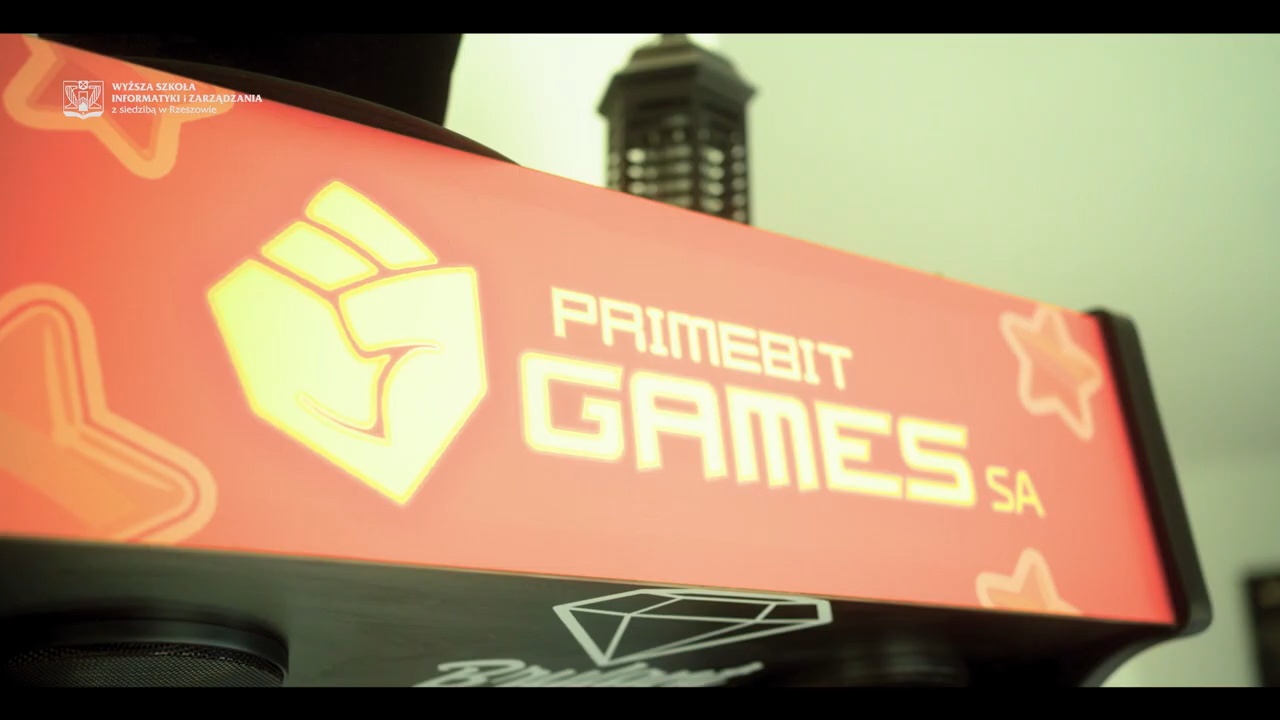 WYŻSZA SZKOŁA
INFORMATYKI i ZARZĄDZANIA
z siedzibą w Rzeszowie
PRIMEBIT
GAMES SA